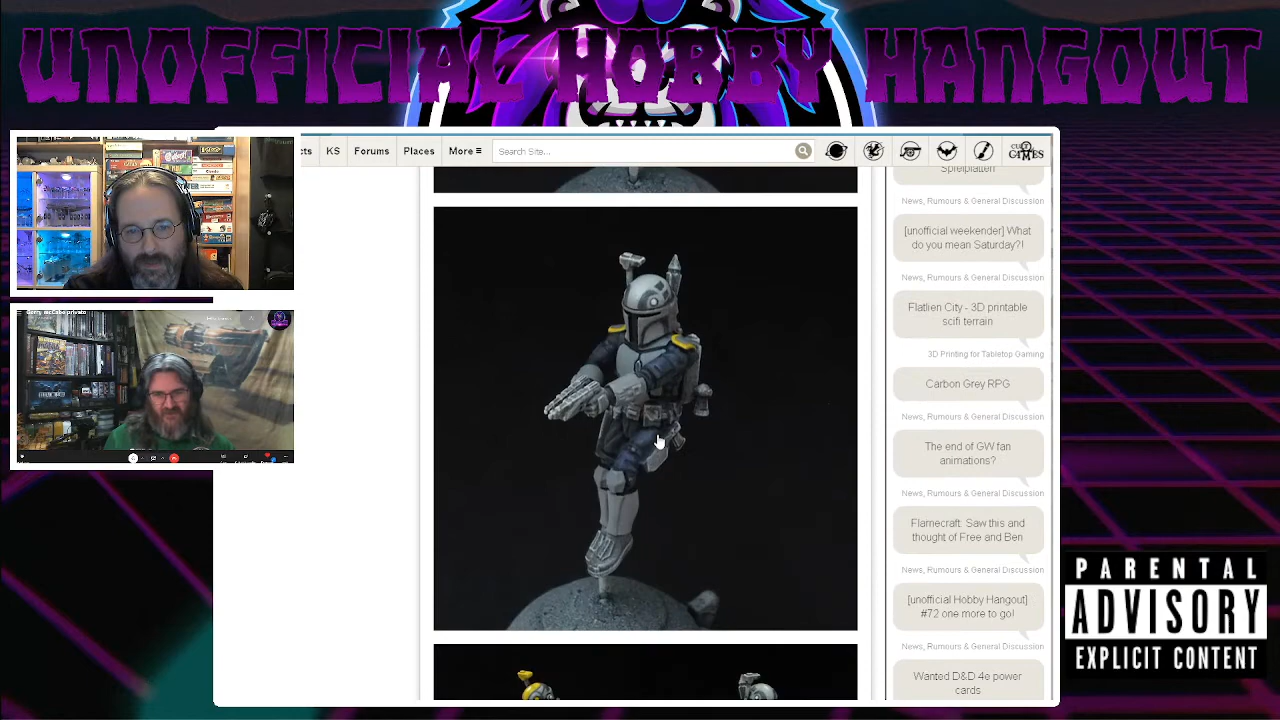 UNOFFICIAL HOBBY HANGOUT
cts
KS
Forums
Places
More ≡
Search Site...
Spielplatten
News, Rumours & General Discussion
[unofficial weekender] What
do you mean Saturday?!
News, Rumours & General Discussion
Flatlien City - 3D printable
scifi terrain
3D Printing for Tabletop Gaming
Carbon Grey RPG
News, Rumours & General Discussion
The end of GW fan
animations?
News, Rumours & General Discussion
Flamecraft: Saw this and
thought of Free and Ben
News, Rumours & General Discussion
[unofficial Hobby Hangout]
#72 one more to go!
News, Rumours & General Discussion
Wanted D&D 4e power
cards
Gerry McCabe privato
PARENTAL
ADVISORY
EXPLICIT CONTENT